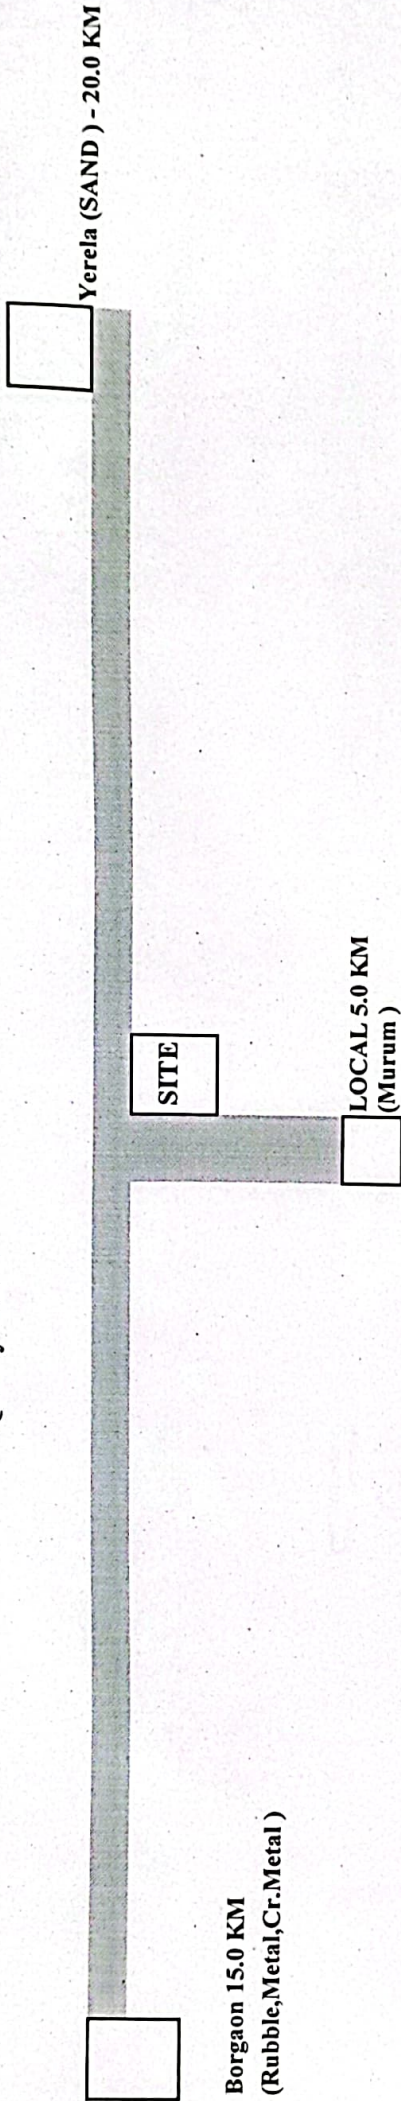 Yerela (SAND ) - 20.0 KM
SITE
LOCAL 5.0 KM
(Murum )
Borgaon 15.0 KM
(Rubble,Metal,Cr.Metal )